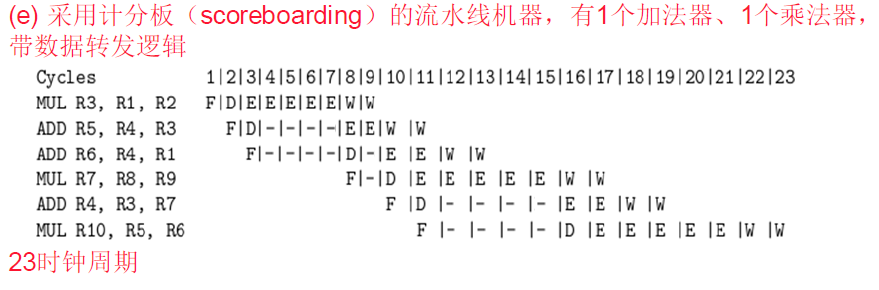 (e) 采用计分板（scoreboarding）的流水线机器，有1个加法器、1个乘法器，
带数据转发逻辑
Cycles 1|2|3|4|5|6|7|8|9|10|11|12|13|14|15|16|17|18|19|20|21|22|23
MUL R3, R1, R2 F|D|E|E|E|E|E|W|W
ADD R5, R4, R3 F|D|-|-|-|-|E|E|W |W
ADD R6, R4, R1 F|-|-|-|-|D|-|E |E |W |W
MUL R7, R8, R9 F|-|D |E |E |E |E |E |W |W
ADD R4, R3, R7 F |D |- |- |- |- |E |E |W |W
MUL R10, R5, R6 F |- |- |- |- |D |E |E |E |E |E |W |W
23时钟周期